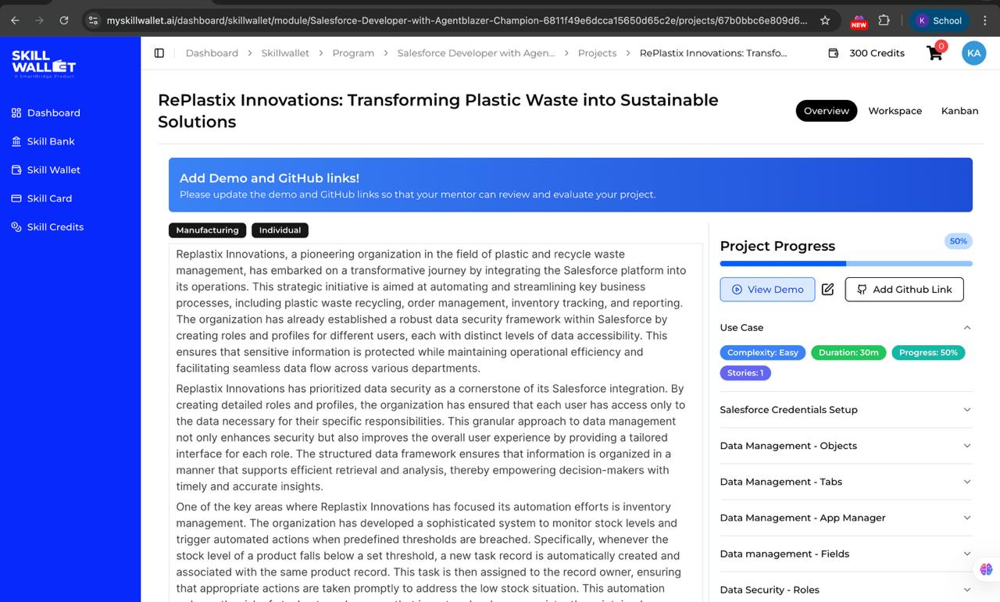 myskillwallet.ai/dashboard/skillwallet/module/Salesforce-Developer-with-Agentblazer-Champion-6811f49e6dcca15650d65c2e/projects/67b0bbc6e809d6...
NEW
K School
SKILL
WALLET
A SmartBridge Product
Dashboard
Skill Bank
Skill Wallet
Skill Card
Skill Credits
Dashboard > Skillwallet > Program > Salesforce Developer with Agen... > Projects > RePlastix Innovations: Transfo...
300 Credits
0
KA
RePlastix Innovations: Transforming Plastic Waste into Sustainable
Solutions
Overview Workspace Kanban
Add Demo and GitHub links!
Please update the demo and GitHub links so that your mentor can review and evaluate your project.
Manufacturing Individual
Replastix Innovations, a pioneering organization in the field of plastic and recycle waste
management, has embarked on a transformative journey by integrating the Salesforce platform into
its operations. This strategic initiative is aimed at automating and streamlining key business
processes, including plastic waste recycling, order management, inventory tracking, and reporting.
The organization has already established a robust data security framework within Salesforce by
creating roles and profiles for different users, each with distinct levels of data accessibility. This
ensures that sensitive information is protected while maintaining operational efficiency and
facilitating seamless data flow across various departments.
Replastix Innovations has prioritized data security as a cornerstone of its Salesforce integration. By
creating detailed roles and profiles, the organization has ensured that each user has access only to
the data necessary for their specific responsibilities. This granular approach to data management
not only enhances security but also improves the overall user experience by providing a tailored
interface for each role. The structured data framework ensures that information is organized in a
manner that supports efficient retrieval and analysis, thereby empowering decision-makers with
timely and accurate insights.
One of the key areas where Replastix Innovations has focused its automation efforts is inventory
management. The organization has developed a sophisticated system to monitor stock levels and
trigger automated actions when predefined thresholds are breached. Specifically, whenever the
stock level of a product falls below a set threshold, a new task record is automatically created and
associated with the same product record. This task is then assigned to the record owner, ensuring
that appropriate actions are taken promptly to address the low stock situation. This automation
Project Progress
50%
View Demo
Add Github Link
Use Case
Complexity: Easy Duration: 30m Progress: 50%
Stories: 1
Salesforce Credentials Setup
Data Management - Objects
Data Management - Tabs
Data Management - App Manager
Data management - Fields
Data Security - Roles